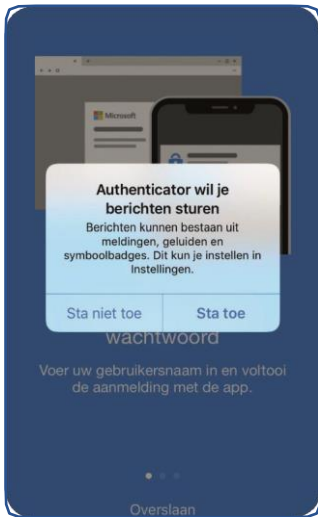 Microsoft
Authenticator wil je
berichten sturen
Berichten kunnen bestaan uit
meldingen, geluiden en
symboolbadges. Dit kun je instellen in
Instellingen.
Sta niet toe
Sta toe
wachtwoord
Voer uw gebruikersnaam in en voltooi
de aanmelding met de app.
Overslaan